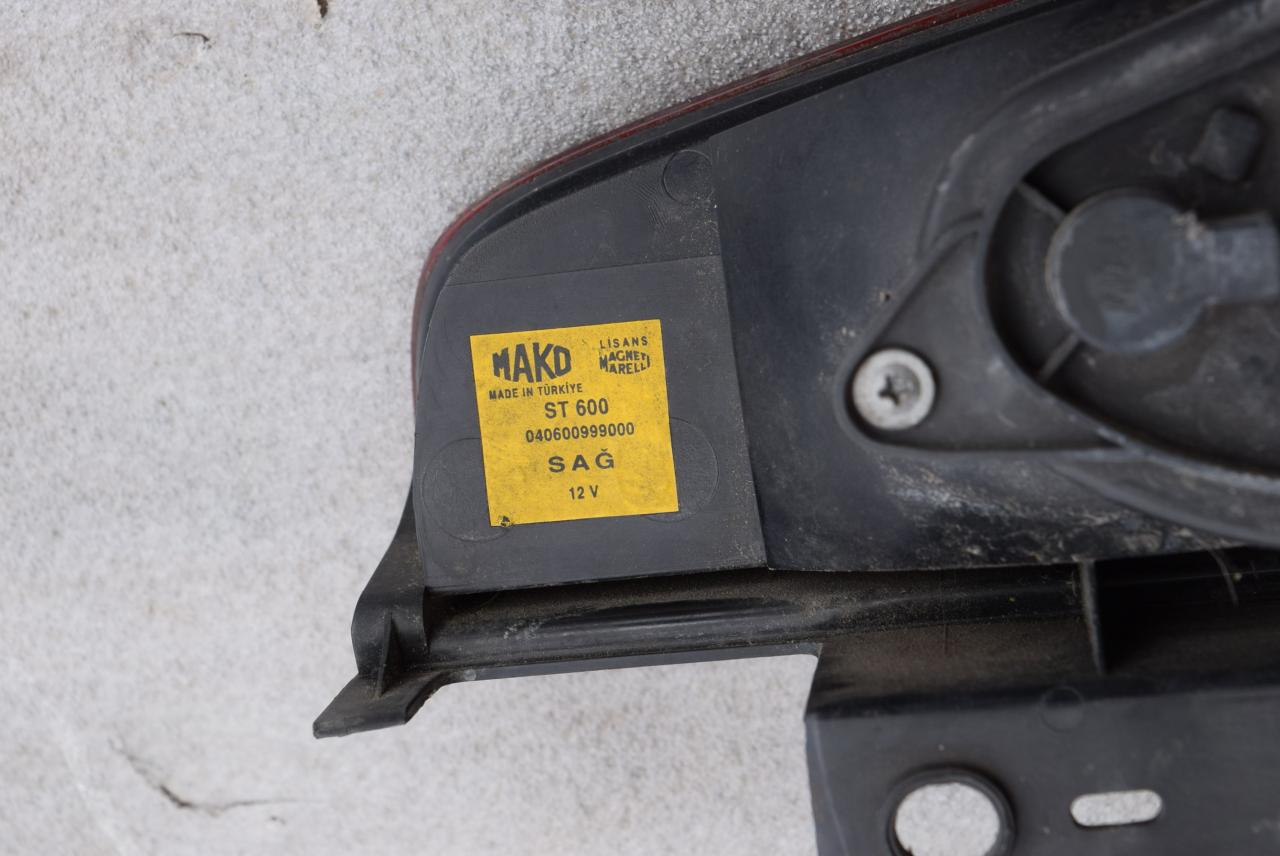 MAKO
LİSANS
MAGNETI
MARELLI
MADE IN TÜRKİYE
ST 600
040600999000
SAĞ
12 V